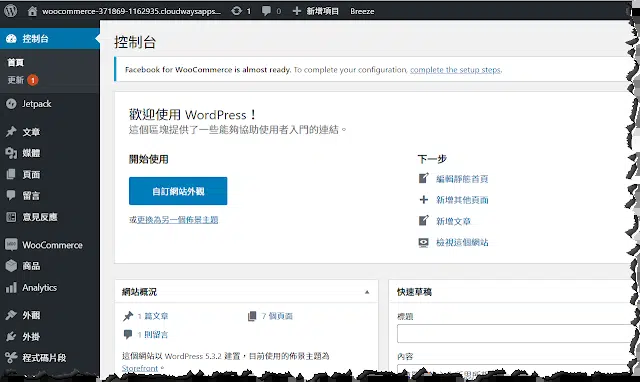 woocommerce-371869-1162935.cloudwaysapps... 1 0 新增項目 Breeze
控制台
首頁
更新 1
Jetpack
文章
媒體
頁面
留言
意見反應
WooCommerce
商品
Analytics
外觀
外掛
程式碼片段
控制台
Facebook for WooCommerce is almost ready. To complete your configuration, complete the setup steps.
歡迎使用 WordPress！
這個區塊提供了一些能夠協助使用者入門的連結。
開始使用
自訂網站外觀
或更換為另一個佈景主題
下一步
編輯靜態首頁
新增其他頁面
新增文章
檢視這個網站
網站概況
1 篇文章
7 個頁面
1 則留言
這個網站以 WordPress 5.3.2 建置，目前使用的佈景主題為
Storefront。
快速草稿
標題
內容